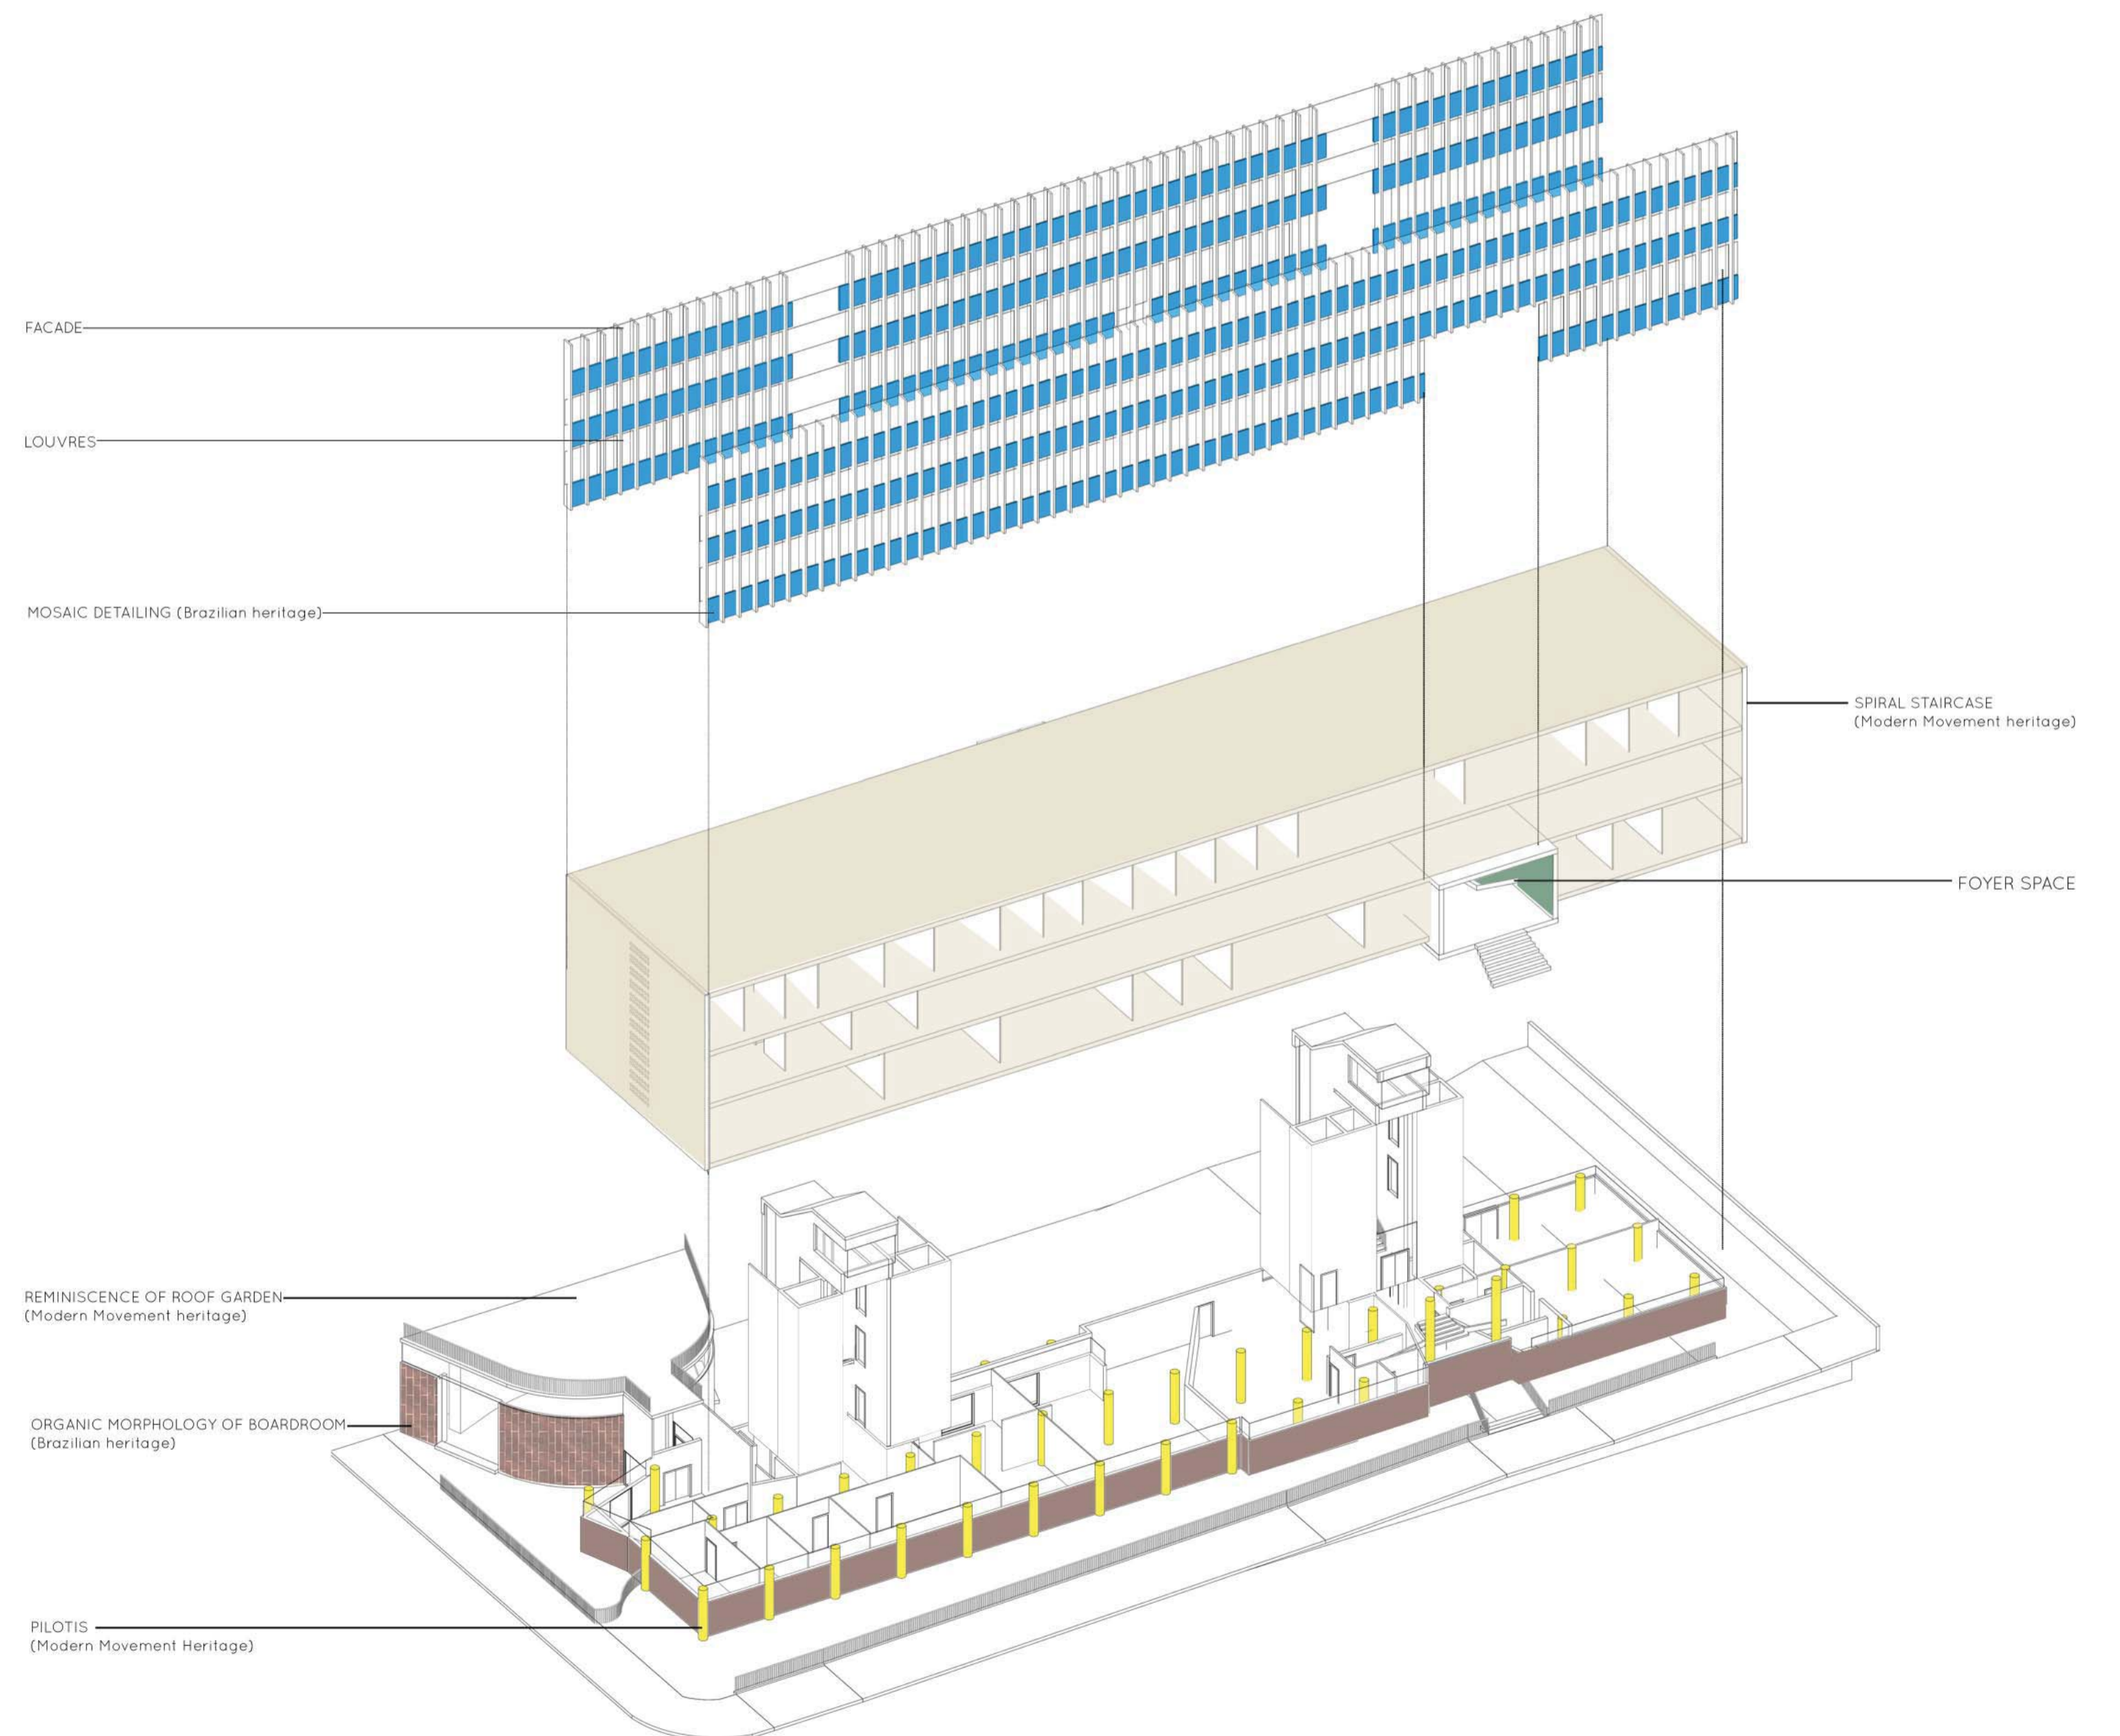 FACADE
LOUVRES
MOSAIC DETAILING (Brazilian heritage)
SPIRAL STAIRCASE
(Modern Movement heritage)
FOYER SPACE
REMINISCENCE OF ROOF GARDEN
(Modern Movement heritage)
ORGANIC MORPHOLOGY OF BOARDROOM
(Brazilian heritage)
PILOTIS
(Modern Movement Heritage)